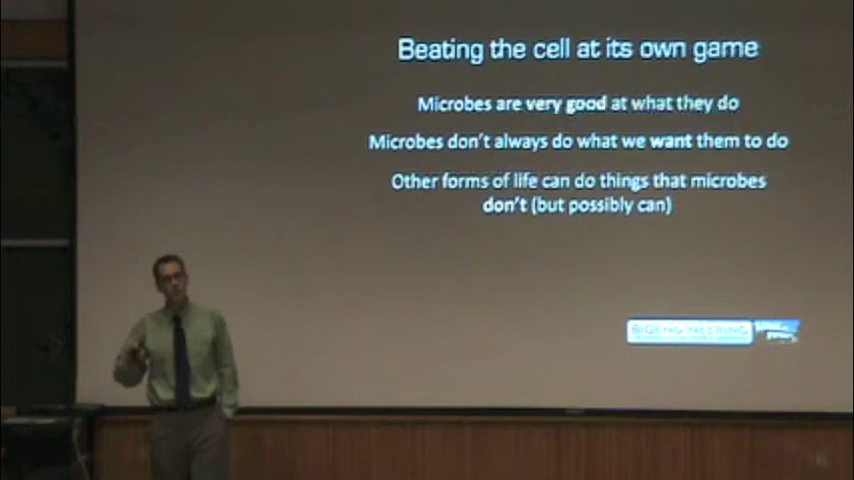 Beating the cell at its own game
Microbes are very good at what they do
Microbes don't always do what we want them to do
Other forms of life can do things that microbes
don't (but possibly can)
BIOENGINEERING